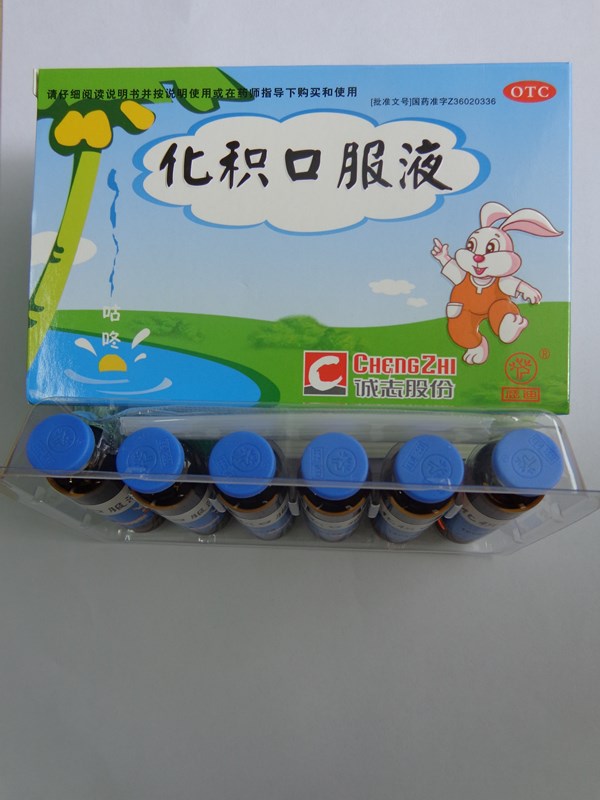 请仔细阅读说明书并按说明使用或在药师指导下购买和使用
OTC
[批准文号]国药准字Z36020336
化积口服液
咕咚
CHENGZHI
诚志股份
®